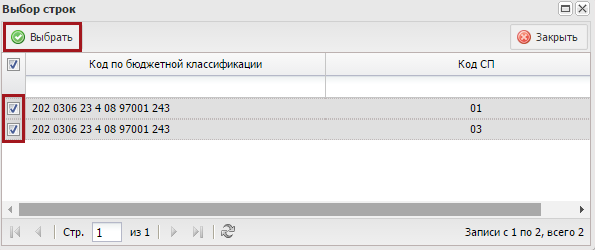 Выбор строк
Выбрать Закрыть
Код по бюджетной классификации Код СП
202 0306 23 4 08 97001 243 01
202 0306 23 4 08 97001 243 03
Стр. 1 из 1 Записи с 1 по 2, всего 2